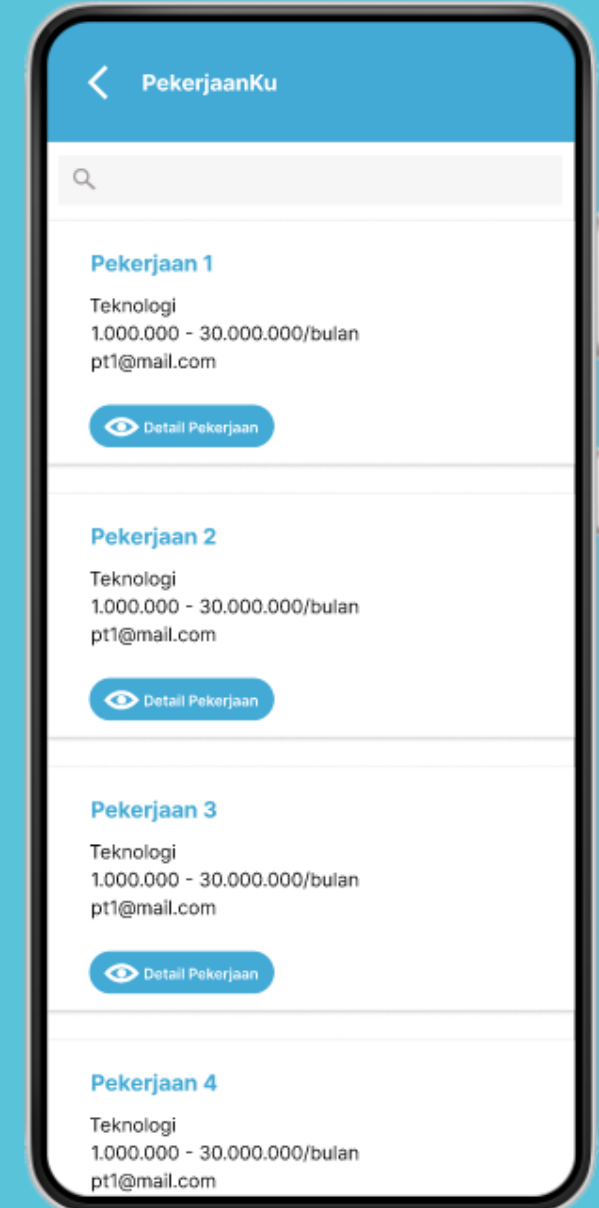 PekerjaanKu
Pekerjaan 1
Teknologi
1.000.000 - 30.000.000/bulan
pt1@mail.com
Detail Pekerjaan
Pekerjaan 2
Teknologi
1.000.000 - 30.000.000/bulan
pt1@mail.com
Detail Pekerjaan
Pekerjaan 3
Teknologi
1.000.000 - 30.000.000/bulan
pt1@mail.com
Detail Pekerjaan
Pekerjaan 4
Teknologi
1.000.000 - 30.000.000/bulan
pt1@mail.com